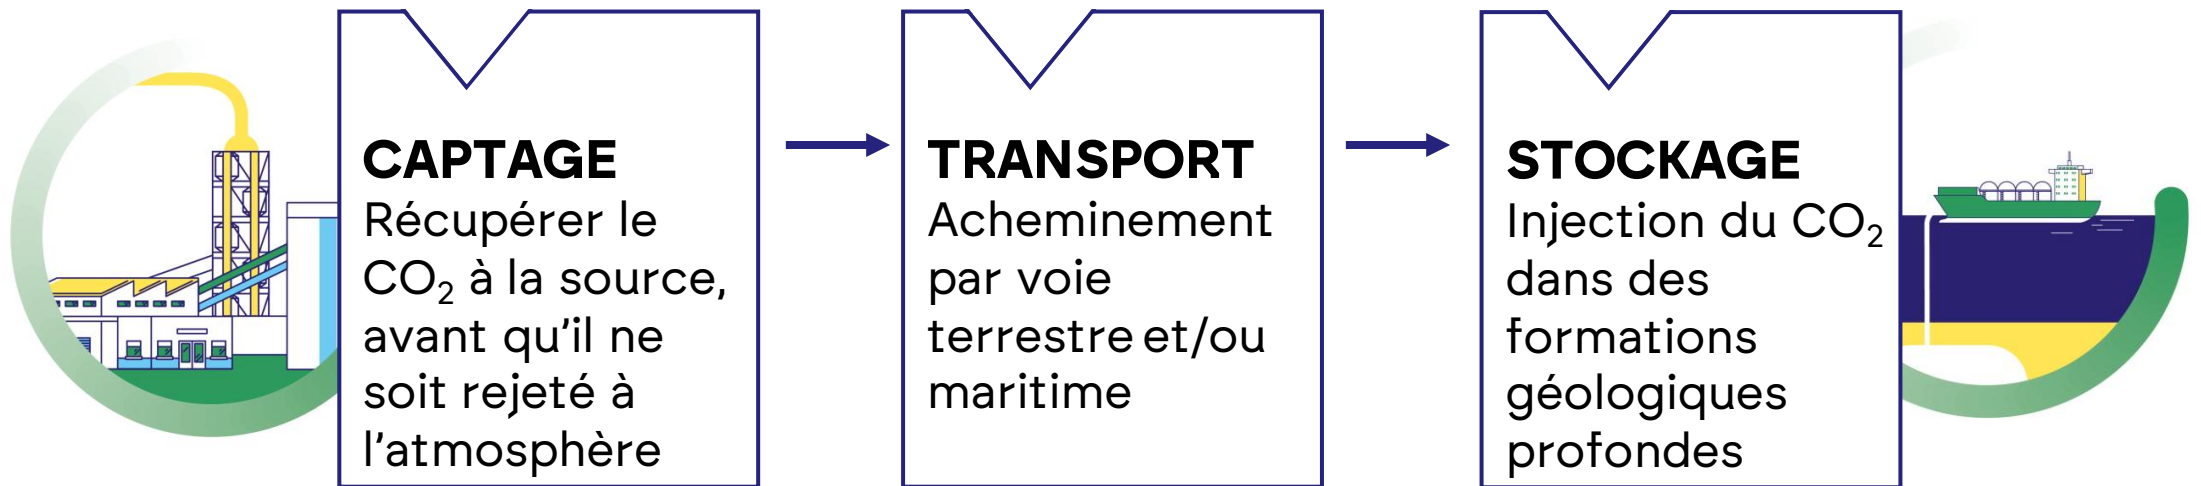 CAPTAGE
Récupérer le
CO₂ à la source,
avant qu’il ne
soit rejeté à
l’atmosphère
TRANSPORT
Acheminement
par voie
terrestre et/ou
maritime
STOCKAGE
Injection du CO₂
dans des
formations
géologiques
profondes